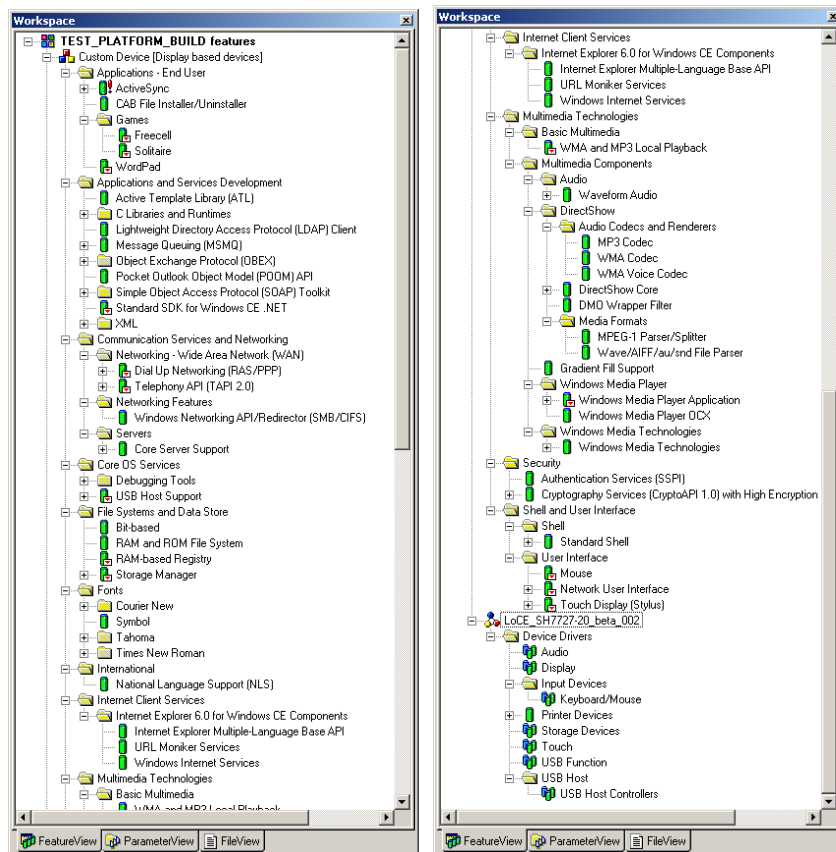 Workspace
TEST_PLATFORM_BUILD features
Custom Device [Display based devices]
Applications - End User
ActiveSync
CAB File Installer/Uninstaller
Games
Freecell
Solitaire
WordPad
Applications and Services Development
Active Template Library (ATL)
C Libraries and Runtimes
Lightweight Directory Access Protocol (LDAP) Client
Message Queuing (MSMQ)
Object Exchange Protocol (OBEX)
Pocket Outlook Object Model (POOM) API
Simple Object Access Protocol (SOAP) Toolkit
Standard SDK for Windows CE .NET
XML
Communication Services and Networking
Networking - Wide Area Network (WAN)
Dial Up Networking (RAS/PPP)
Telephony API (TAPI 2.0)
Networking Features
Windows Networking API/Redirector (SMB/CIFS)
Servers
Core Server Support
Core OS Services
Debugging Tools
USB Host Support
File Systems and Data Store
Bit-based
RAM and ROM File System
RAM-based Registry
Storage Manager
Fonts
Courier New
Symbol
Tahoma
Times New Roman
International
National Language Support (NLS)
Internet Client Services
Internet Explorer 6.0 for Windows CE Components
Internet Explorer Multiple-Language Base API
URL Moniker Services
Windows Internet Services
Multimedia Technologies
Basic Multimedia
WMA and MP3 Local Playback
FeatureView
ParameterView
FileView
Workspace
Internet Client Services
Internet Explorer 6.0 for Windows CE Components
Internet Explorer Multiple-Language Base API
URL Moniker Services
Windows Internet Services
Multimedia Technologies
Basic Multimedia
WMA and MP3 Local Playback
Multimedia Components
Audio
Waveform Audio
DirectShow
Audio Codecs and Renderers
MP3 Codec
WMA Codec
WMA Voice Codec
DirectShow Core
DMO Wrapper Filter
Media Formats
MPEG-1 Parser/Splitter
Wave/AIFF/au/snd File Parser
Gradient Fill Support
Windows Media Player
Windows Media Player Application
Windows Media Player OCX
Windows Media Technologies
Windows Media Technologies
Security
Authentication Services (SSPI)
Cryptography Services (CryptoAPI 1.0) with High Encryption
Shell and User Interface
Shell
Standard Shell
User Interface
Mouse
Network User Interface
Touch Display (Stylus)
LoCE_SH7727-20_beta_002
Device Drivers
Audio
Display
Input Devices
Keyboard/Mouse
Printer Devices
Storage Devices
Touch
USB Function
USB Host
USB Host Controllers
FeatureView
ParameterView
FileView